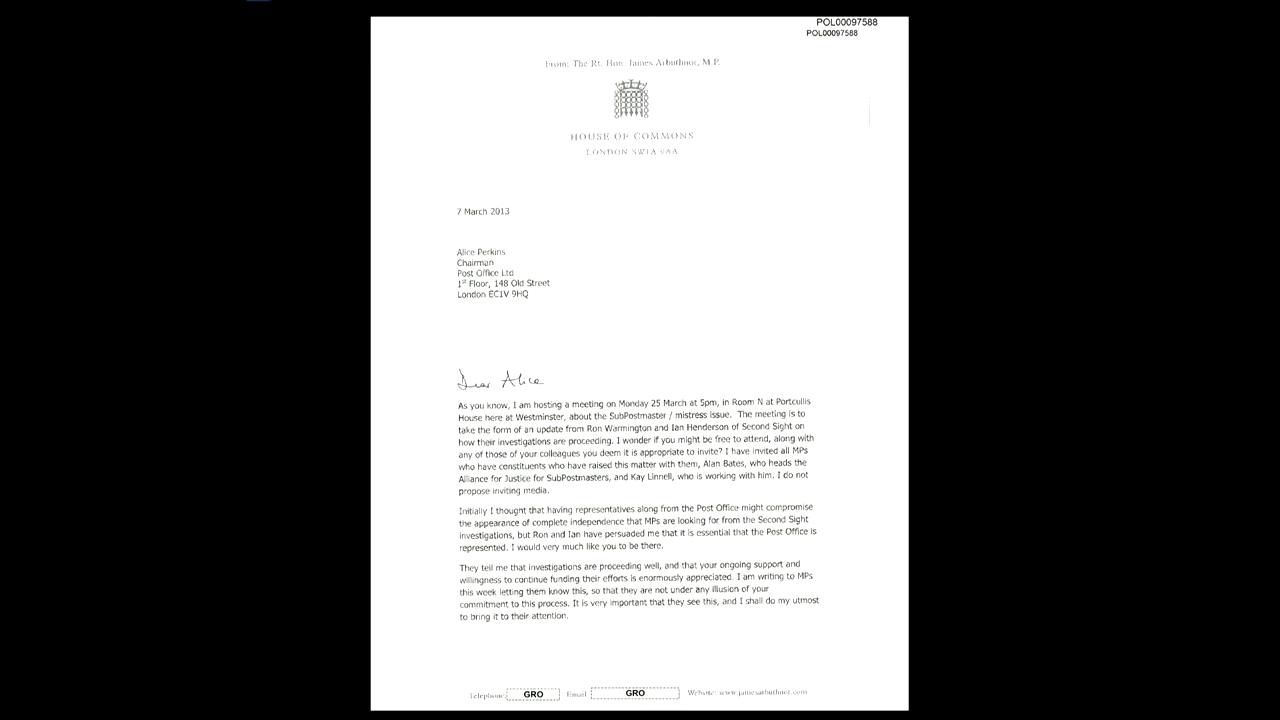 POL00097588
POL00097588
From: The Rt. Hon. James Arbuthnot, M.P.
HOUSE OF COMMONS
LONDON SW1A 0AA
7 March 2013
Alice Perkins
Chairman
Post Office Ltd
1st Floor, 148 Old Street
London EC1V 9HQ
Dear Alice
As you know, I am hosting a meeting on Monday 25 March at 5pm, in Room N at Portcullis
House here at Westminster, about the SubPostmaster / mistress issue. The meeting is to
take the form of an update from Ron Warmington and Ian Henderson of Second Sight on
how their investigations are proceeding. I wonder if you might be free to attend, along with
any of those of your colleagues you deem it is appropriate to invite? I have invited all MPs
who have constituents who have raised this matter with them, Alan Bates, who heads the
Alliance for Justice for SubPostmasters, and Kay Linnell, who is working with him. I do not
propose inviting media.
Initially I thought that having representatives along from the Post Office might compromise
the appearance of complete independence that MPs are looking for from the Second Sight
investigations, but Ron and Ian have persuaded me that it is essential that the Post Office is
represented. I would very much like you to be there.
They tell me that investigations are proceeding well, and that your ongoing support and
willingness to continue funding their efforts is enormously appreciated. I am writing to MPs
this week letting them know this, so that they are not under any illusion of your
commitment to this process. It is very important that they see this, and I shall do my utmost
to bring it to their attention.
Telephone: GRO Email GRO Website: www.jamesarbuthnot.com